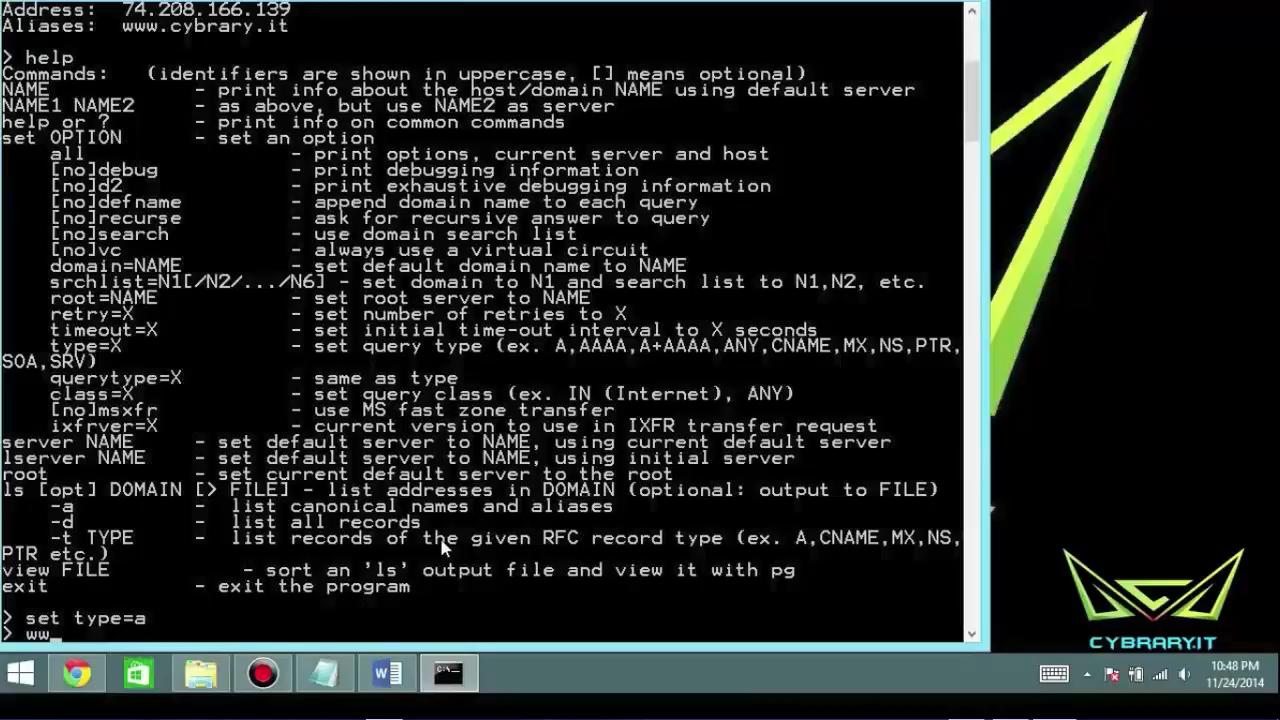 Address:  74.208.166.139
Aliases:  www.cybrary.it
> help
Commands:   (identifiers are shown in uppercase, [] means optional)
NAME            - print info about the host/domain NAME using default server
NAME1 NAME2     - as above, but use NAME2 as server
help or ?       - print info on common commands
set OPTION      - set an option
    all                 - print options, current server and host
    [no]debug           - print debugging information
    [no]d2              - print exhaustive debugging information
    [no]defname         - append domain name to each query
    [no]recurse         - ask for recursive answer to query
    [no]search          - use domain search list
    [no]vc              - always use a virtual circuit
    domain=NAME         - set default domain name to NAME
    srchlist=N1[/N2/.../N6] - set domain to N1 and search list to N1,N2, etc.
    root=NAME           - set root server to NAME
    retry=X             - set number of retries to X
    timeout=X           - set initial time-out interval to X seconds
    type=X              - set query type (ex. A,AAAA,A+AAAA,ANY,CNAME,MX,NS,PTR,
SOA,SRV)
    querytype=X         - same as type
    class=X             - set query class (ex. IN (Internet), ANY)
    [no]msxfr           - use MS fast zone transfer
    ixfrver=X           - current version to use in IXFR transfer request
server NAME     - set default server to NAME, using current default server
lserver NAME    - set default server to NAME, using initial server
root            - set current default server to the root
ls [opt] DOMAIN [> FILE] - list addresses in DOMAIN (optional: output to FILE)
    -a          -  list canonical names and aliases
    -d          -  list all records
    -t TYPE     -  list records of the given RFC record type (ex. A,CNAME,MX,NS,
PTR etc.)
view FILE           - sort an 'ls' output file and view it with pg
exit            - exit the program
> set type=a
> ww_
CYBRARY.IT
C:\
W
10:48 PM
11/24/2014